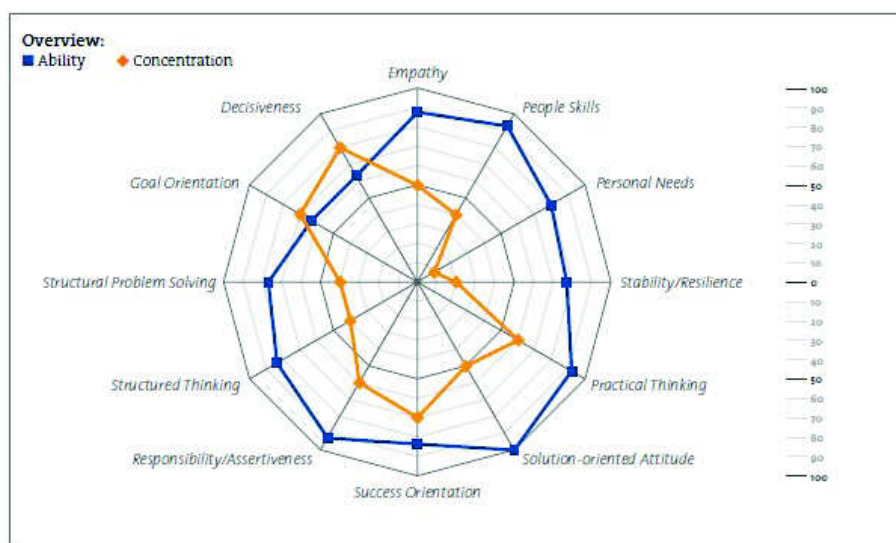 Overview:
Ability Concentration
Empathy
Decisiveness
People Skills
Goal Orientation
Personal Needs
Structural Problem Solving
Stability/Resilience
Structured Thinking
Practical Thinking
Responsibility/Assertiveness
Solution-oriented Attitude
Success Orientation
100
90
80
70
60
50
40
30
20
10
0
10
20
30
40
50
60
70
80
90
100